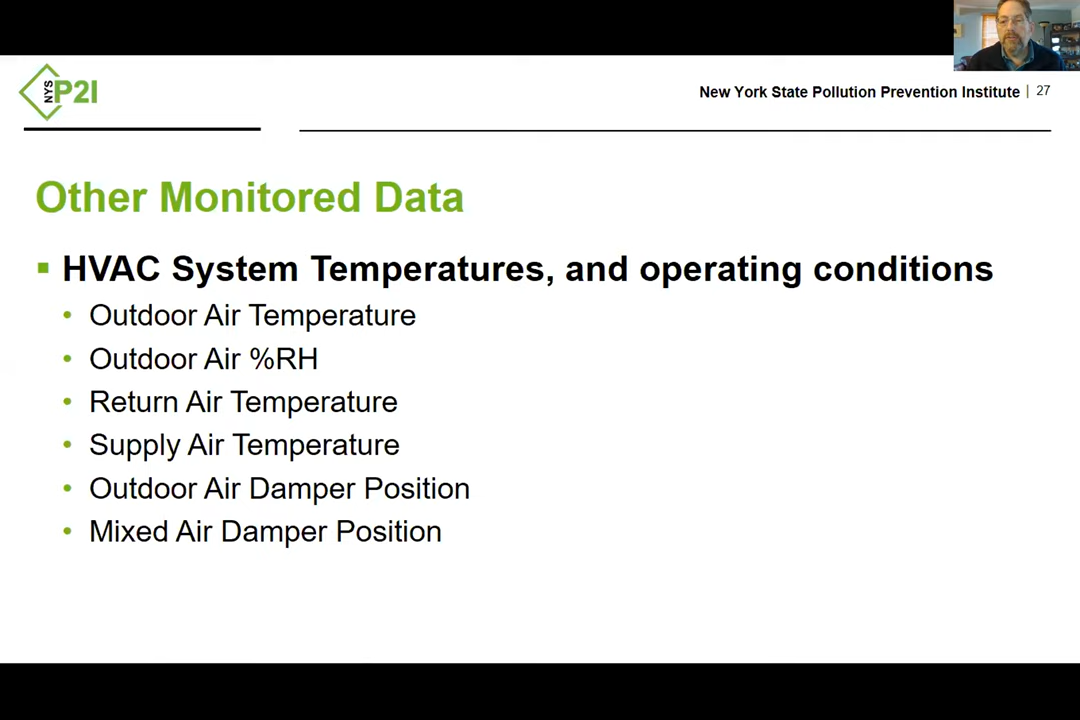 NYS P2I
New York State Pollution Prevention Institute | 27
Other Monitored Data
▪ HVAC System Temperatures, and operating conditions
• Outdoor Air Temperature
• Outdoor Air %RH
• Return Air Temperature
• Supply Air Temperature
• Outdoor Air Damper Position
• Mixed Air Damper Position